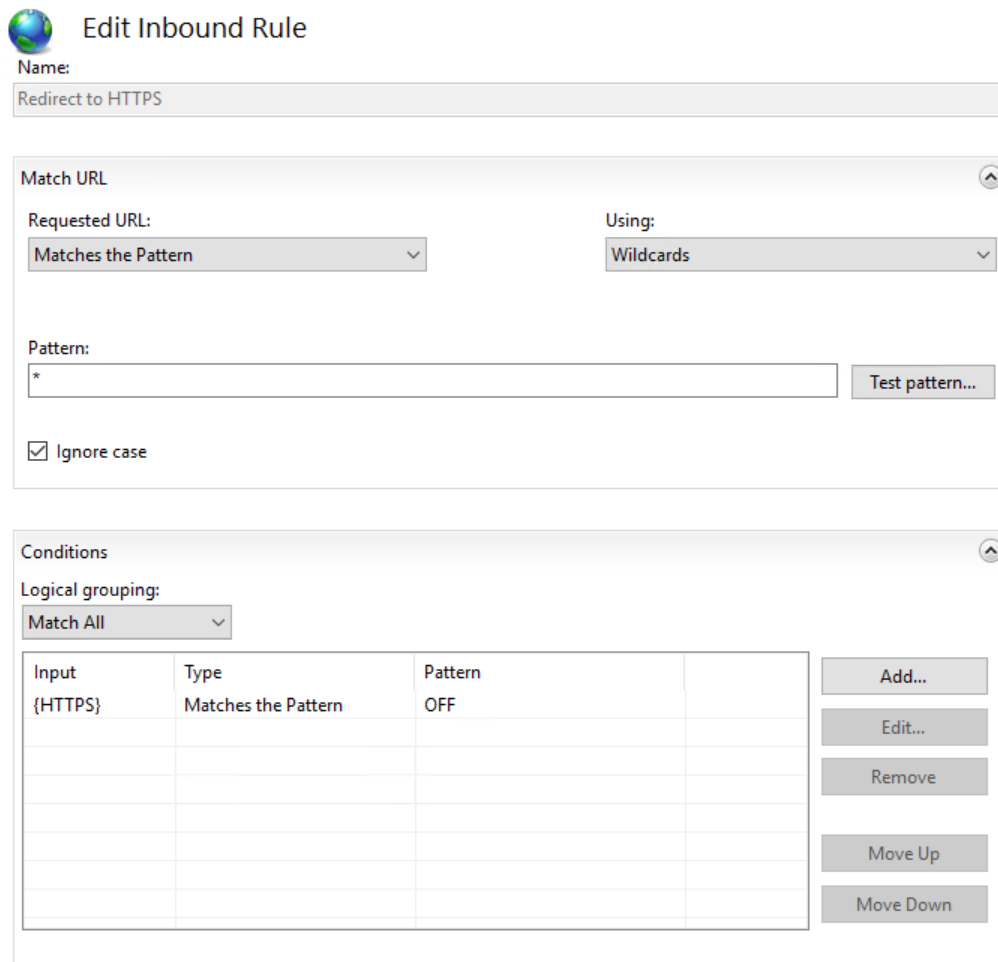 Edit Inbound Rule
Name:
Redirect to HTTPS
Match URL
Requested URL: Using:
Matches the Pattern Wildcards
Pattern:
* Test pattern...
Ignore case
Conditions
Logical grouping:
Match All
Input Type Pattern Add...
{HTTPS} Matches the Pattern OFF
Edit...
Remove
Move Up
Move Down